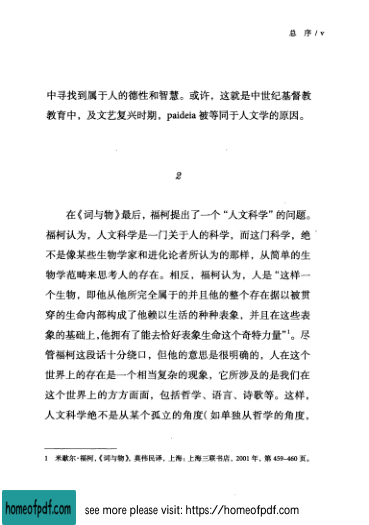 总 序 / v
中寻找到属于人的德性和智慧。或许，这就是中世纪基督教
教育中，及文艺复兴时期，paideia 被等同于人文学的原因。
2
在《词与物》最后，福柯提出了一个“人文科学”的问题。
福柯认为，人文科学是一门关于人的科学，而这门科学，绝
不是像某些生物学家和进化论者所认为的那样，从简单的生
物学范畴来思考人的存在。相反，福柯认为，人是“这样一
个生物，即他从他所完全属于的并且他的整个存在据以被贯
穿的生命内部构成了他赖以生活的种种表象，并且在这些表
象的基础上，他拥有了能去恰好表象生命这个奇特力量”1。尽
管福柯这段话十分绕口，但他的意思是很明确的，人在这个
世界上的存在是一个相当复杂的现象，它所涉及的是我们在
这个世界上的方方面面，包括哲学、语言、诗歌等。这样，
人文科学绝不是从某个孤立的角度（如单独从哲学的角度，
1 米歇尔·福柯，《词与物》，莫伟民译，上海：上海三联书店，2001 年，第 459-460 页。
homeofpdf.com see more please visit: https://homeofpdf.com